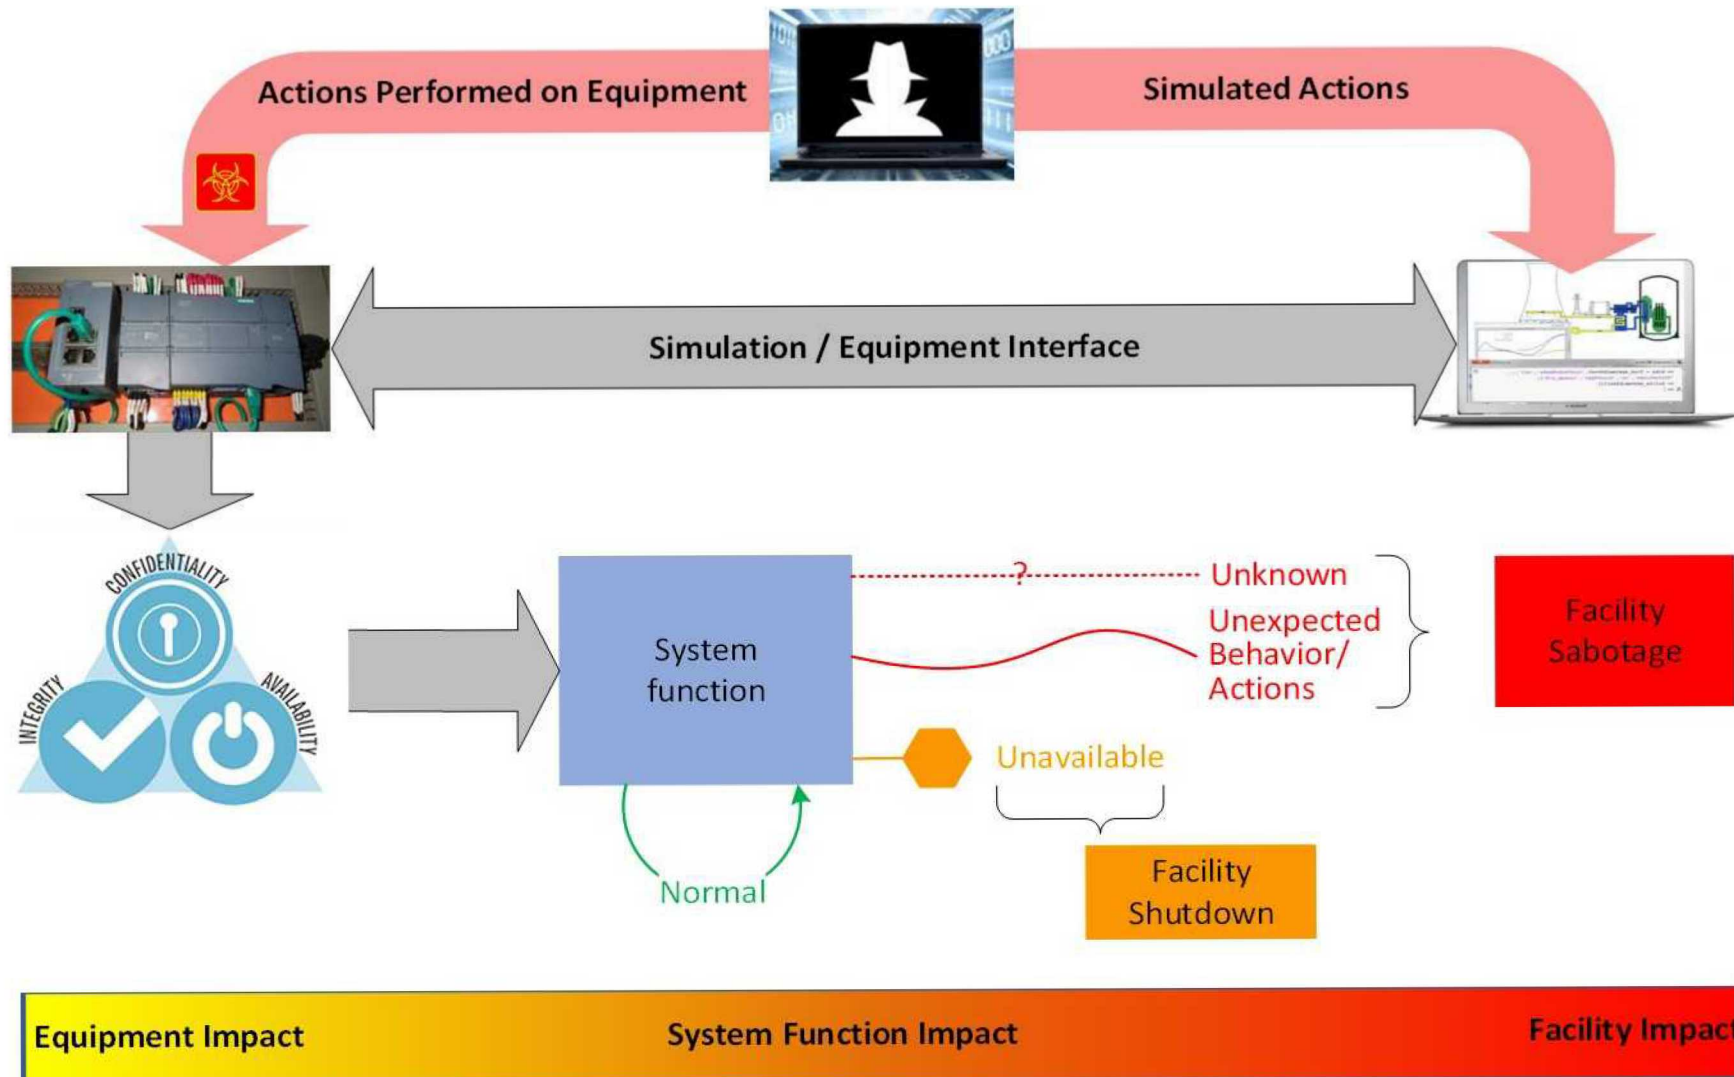 Actions Performed on Equipment
Simulated Actions
Simulation / Equipment Interface
CONFIDENTIALITY
INTEGRITY
AVAILABILITY
System
function
?
Unknown
Unexpected
Behavior/
Actions
Unavailable
Normal
Facility
Sabotage
Facility
Shutdown
Equipment Impact
System Function Impact
Facility Impact